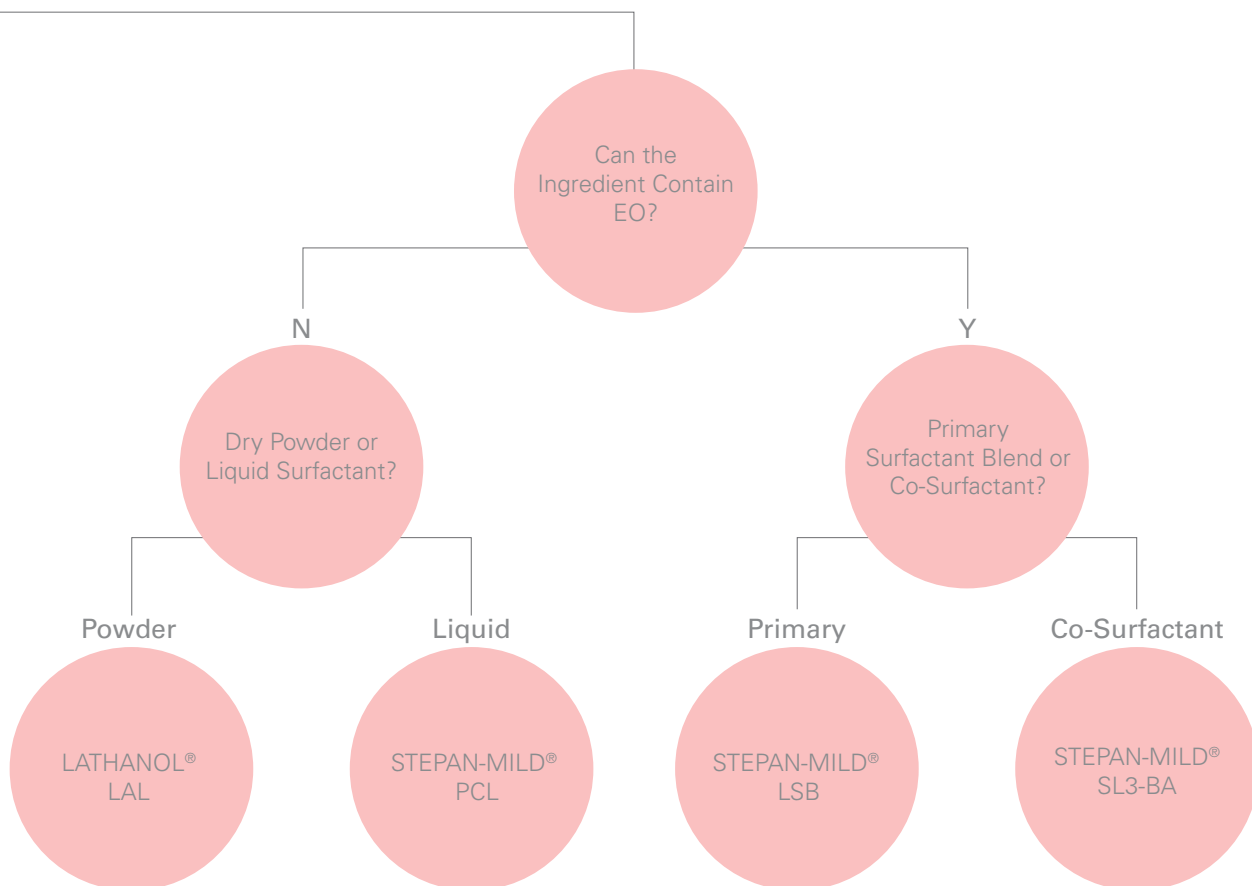 Can the
Ingredient Contain
EO?
N
Y
Dry Powder or
Liquid Surfactant?
Primary
Surfactant Blend or
Co-Surfactant?
Powder
Liquid
Primary
Co-Surfactant
LATHANOL®
LAL
STEPAN-MILD®
PCL
STEPAN-MILD®
LSB
STEPAN-MILD®
SL3-BA